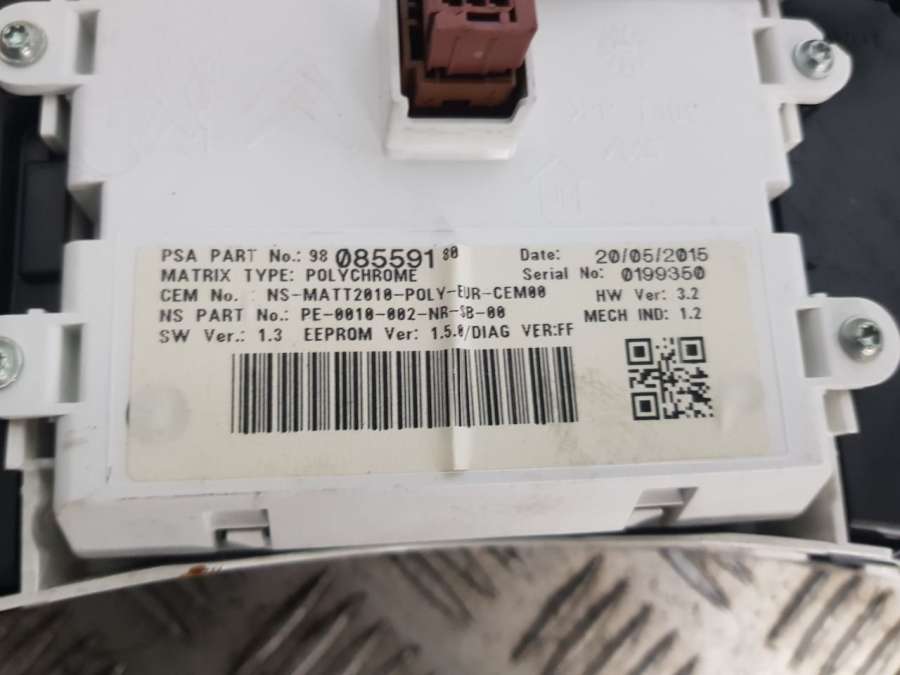 PSA PART No.: 98 085591 80 Date: 20/05/2015
MATRIX TYPE: POLYCHROME Serial No: 0199350
CEM No. : NS-MATT2010-POLY-EUR-CEM00 HW Ver: 3.2
NS PART No.: PE-0010-002-NR-SB-00 MECH IND: 1.2
SW Ver.: 1.3 EEPROM Ver: 1.5.0/DIAG VER:FF